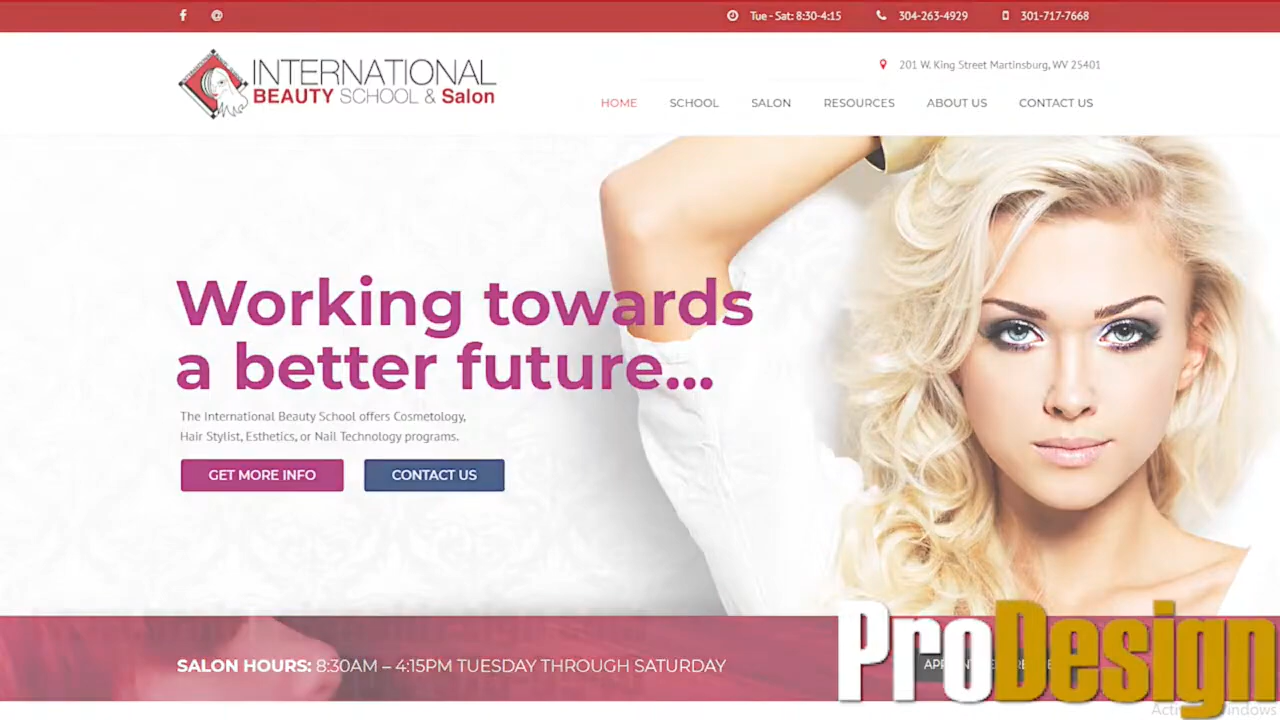 Tue - Sat: 8:30-4:15
304-263-4929
301-717-7668
INTERNATIONAL
BEAUTY SCHOOL & Salon
201 W. King Street Martinsburg, WV 25401
HOME
SCHOOL
SALON
RESOURCES
ABOUT US
CONTACT US
Working towards
a better future...
The International Beauty School offers Cosmetology,
Hair Stylist, Esthetics, or Nail Technology programs.
GET MORE INFO
CONTACT US
SALON HOURS: 8:30AM – 4:15PM TUESDAY THROUGH SATURDAY
ProDesign